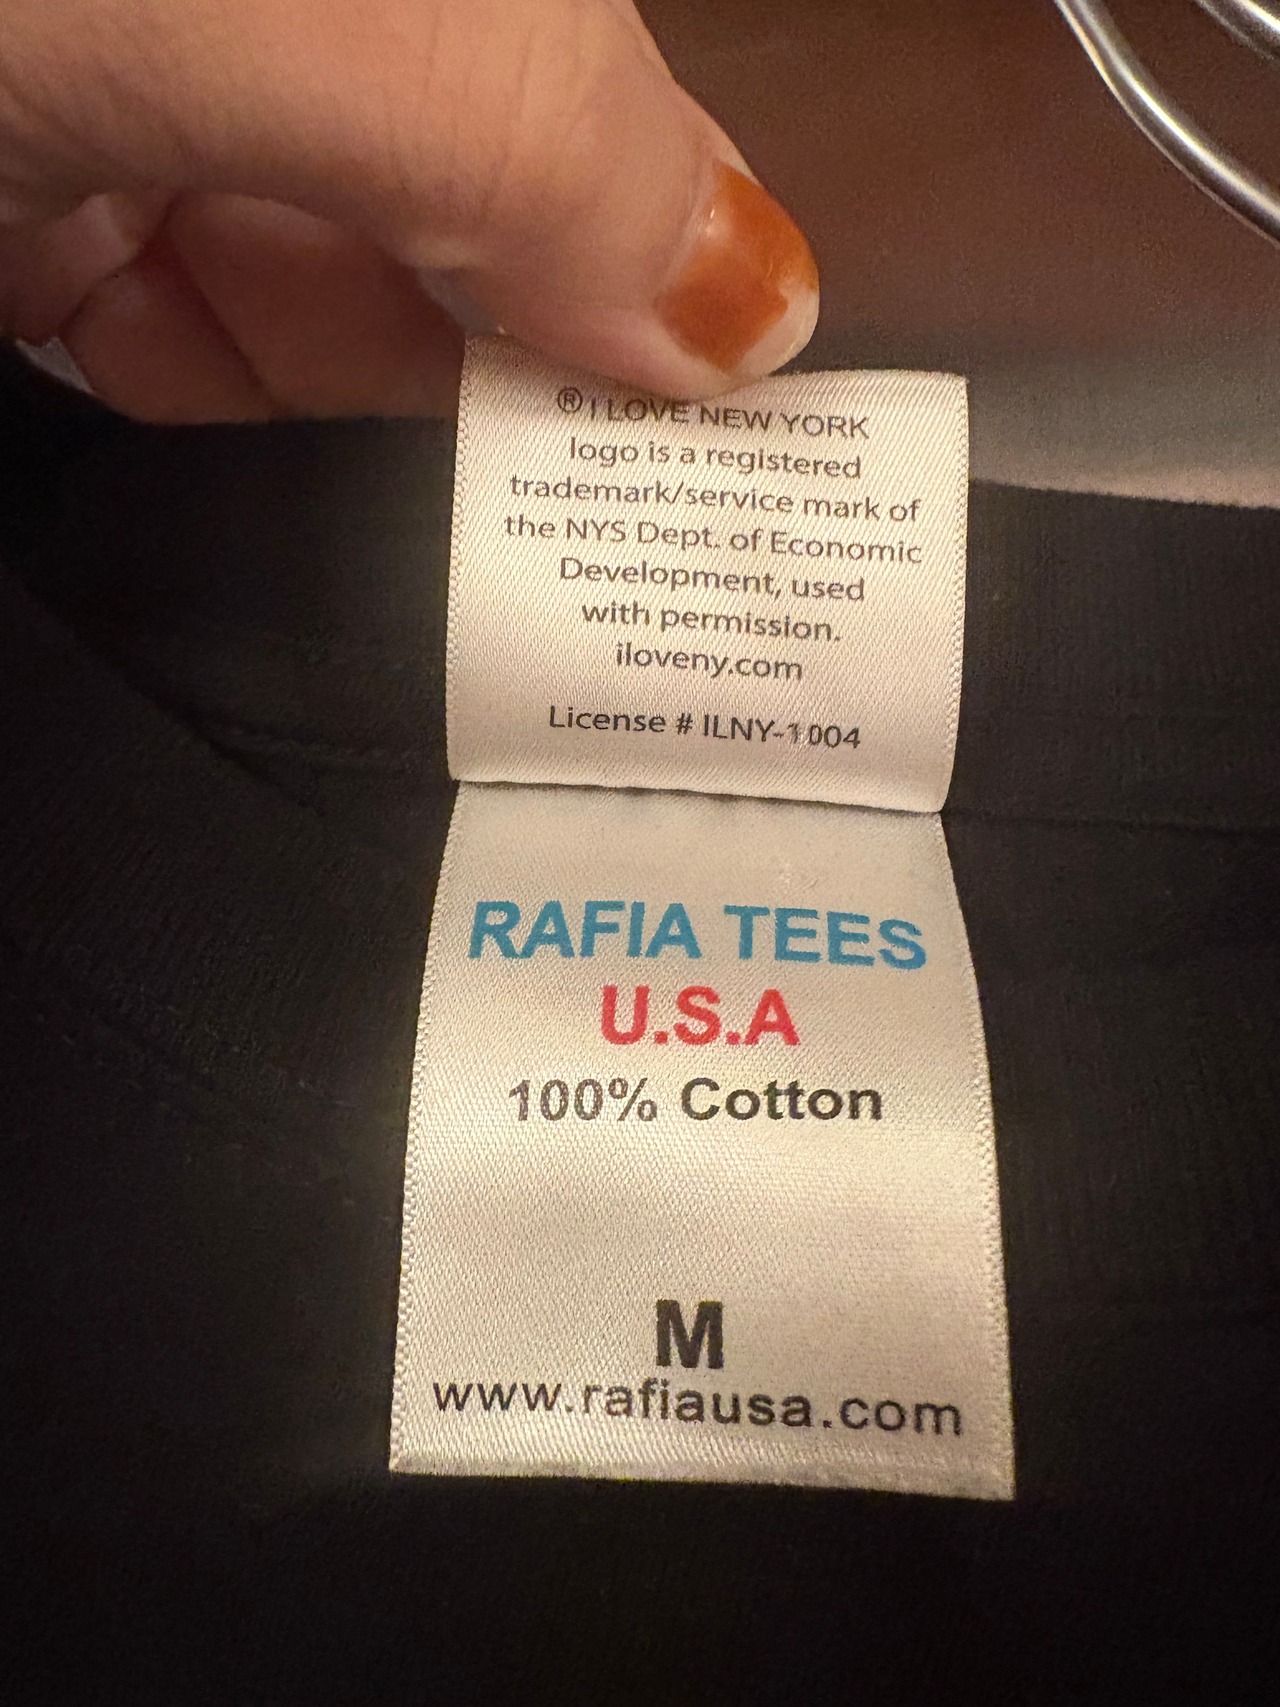 ® I LOVE NEW YORK
logo is a registered
trademark/service mark of
the NYS Dept. of Economic
Development, used
with permission.
iloveny.com
License # ILNY-1004
RAFIA TEES
U.S.A
100% Cotton
M
www.rafiausa.com